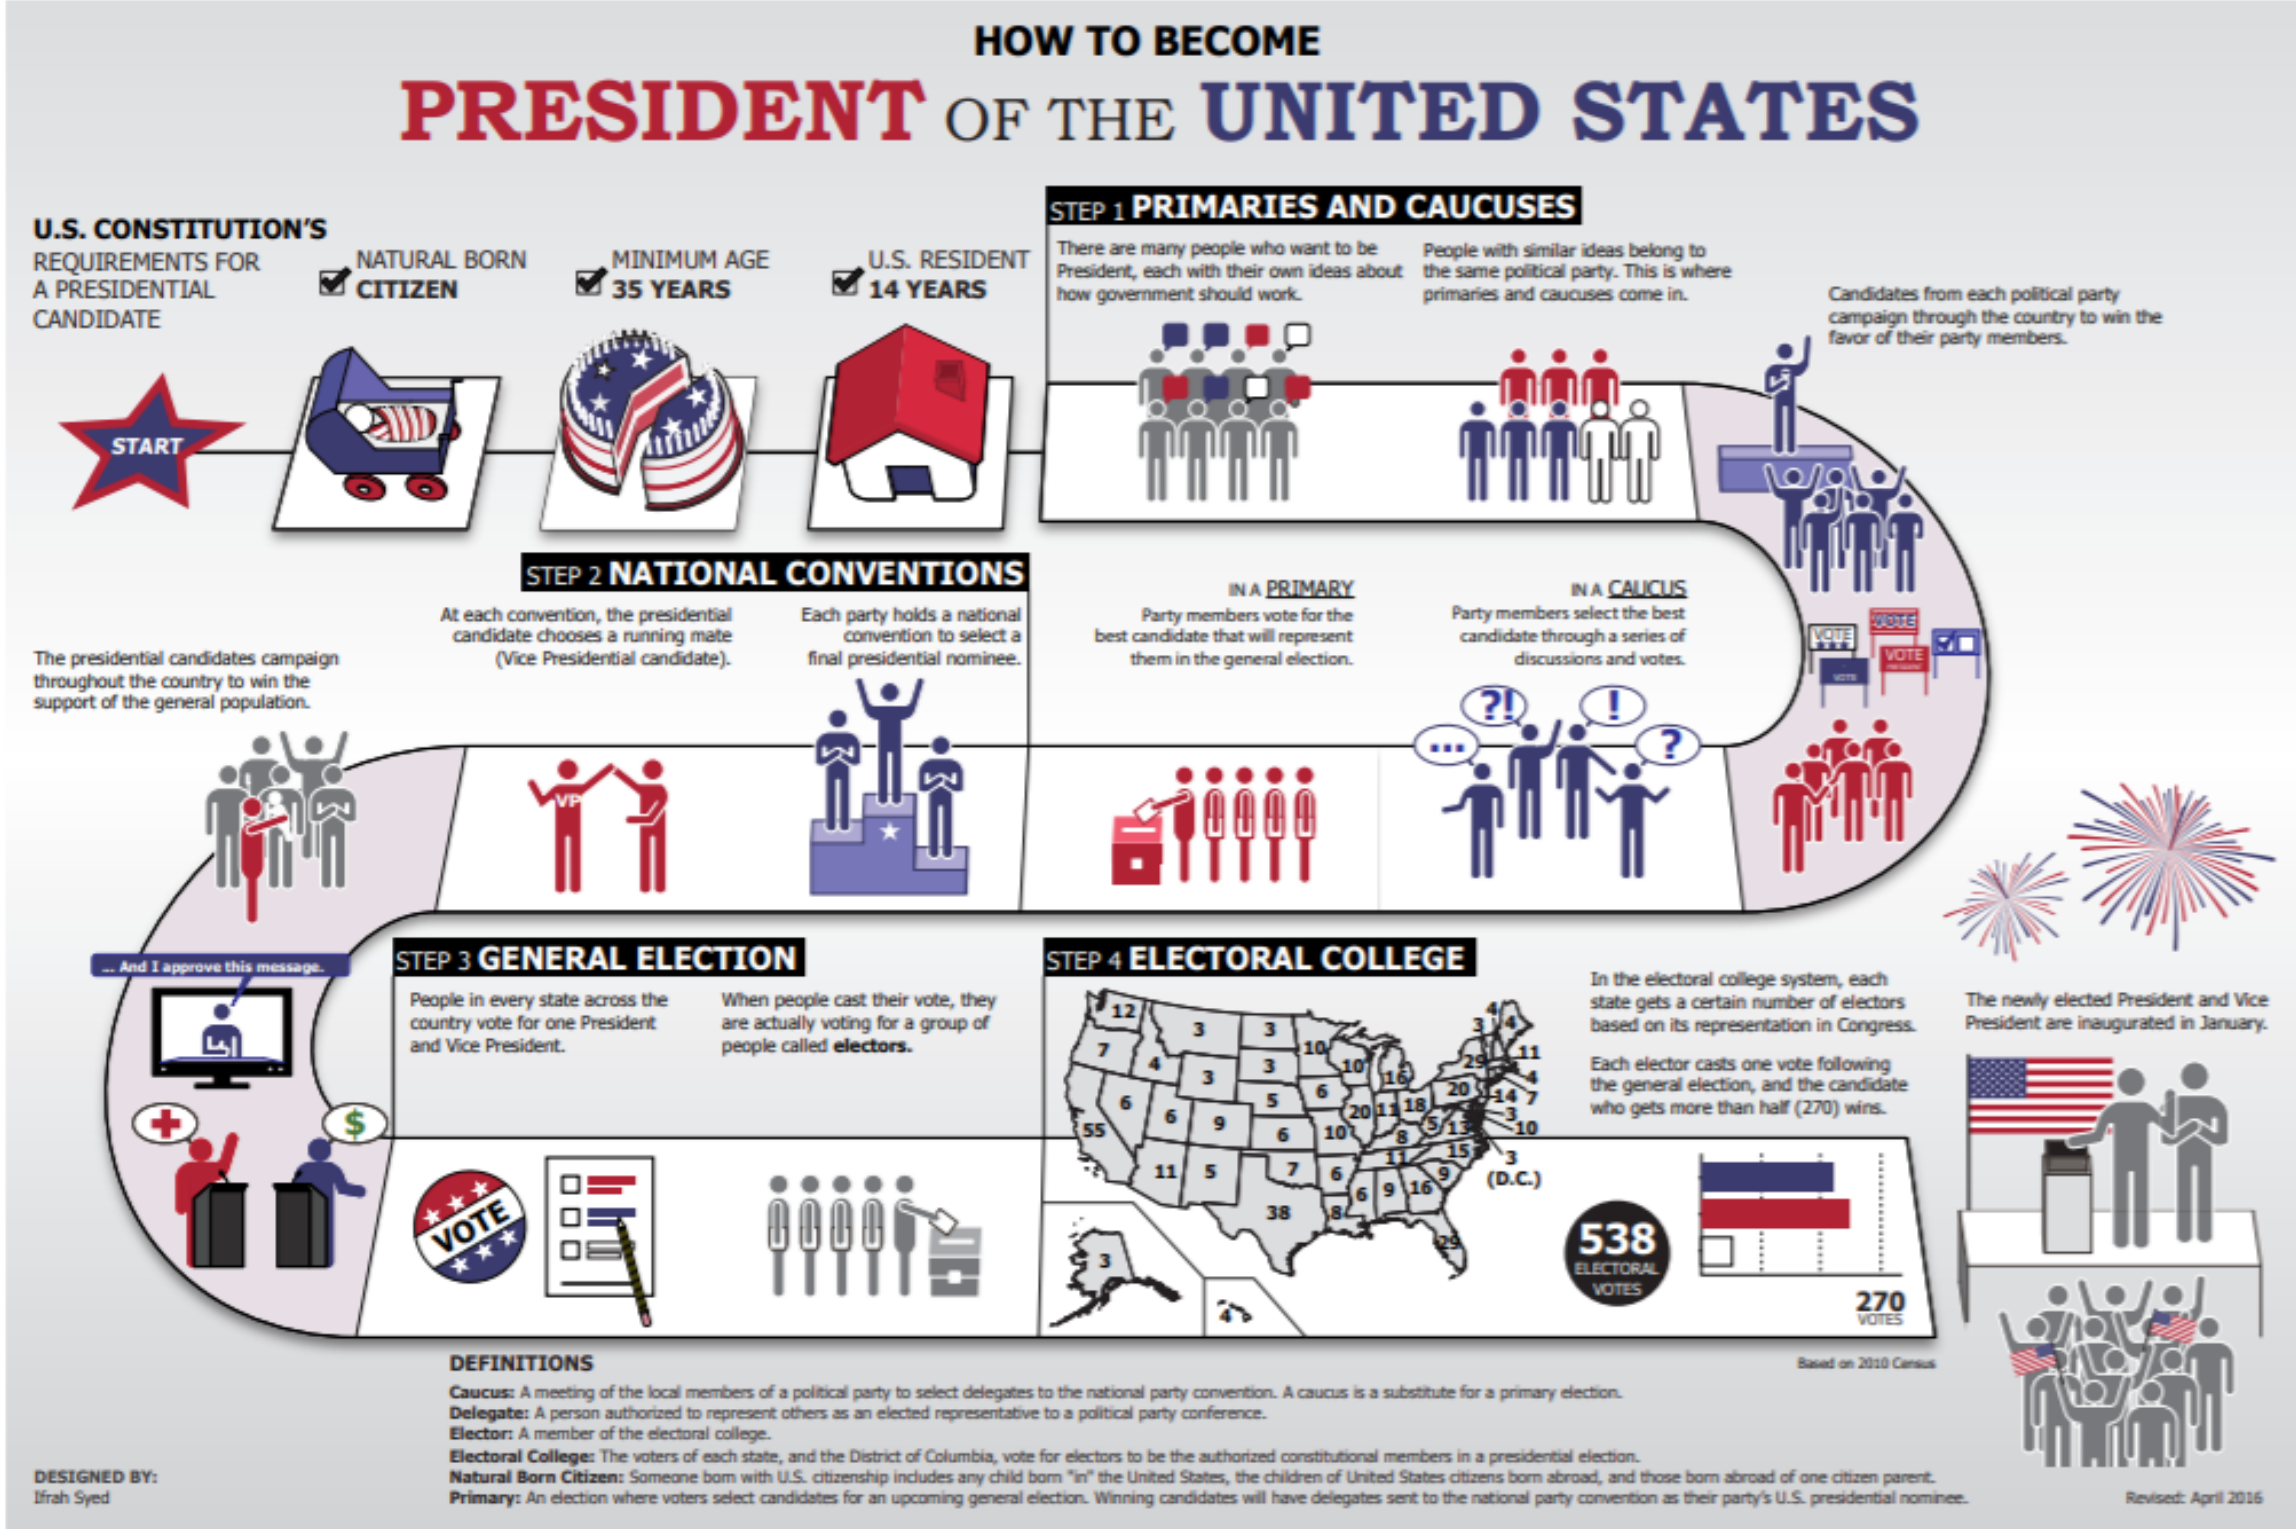 HOW TO BECOME
PRESIDENT OF THE UNITED STATES
U.S. CONSTITUTION'S
REQUIREMENTS FOR
A PRESIDENTIAL
CANDIDATE
NATURAL BORN
CITIZEN
MINIMUM AGE
35 YEARS
U.S. RESIDENT
14 YEARS
START
STEP 1 PRIMARIES AND CAUCUSES
There are many people who want to be
President, each with their own ideas about
how government should work.
People with similar ideas belong to
the same political party. This is where
primaries and caucuses come in.
Candidates from each political party
campaign through the country to win the
favor of their party members.
VOTE
VOTE
VOTE
VOTE
IN A CAUCUS
Party members select the best
candidate through a series of
discussions and votes.
...
?!
!
?
IN A PRIMARY
Party members vote for the
best candidate that will represent
them in the general election.
STEP 2 NATIONAL CONVENTIONS
Each party holds a national
convention to select a
final presidential nominee.
At each convention, the presidential
candidate chooses a running mate
(Vice Presidential candidate).
VP
The presidential candidates campaign
throughout the country to win the
support of the general population.
... And I approve this message.
$
STEP 3 GENERAL ELECTION
People in every state across the
country vote for one President
and Vice President.
When people cast their vote, they
are actually voting for a group of
people called electors.
VOTE
STEP 4 ELECTORAL COLLEGE
12
3
3
10
4
3
4
7
4
3
3
10
16
29
11
4
6
6
9
5
6
20
11
18
20
14
7
3
55
6
10
8
5
13
10
11
5
7
6
11
15
3
(D.C.)
38
8
6
9
16
9
29
3
4
In the electoral college system, each
state gets a certain number of electors
based on its representation in Congress.
Each elector casts one vote following
the general election, and the candidate
who gets more than half (270) wins.
538
ELECTORAL
VOTES
270
VOTES
Based on 2010 Census
The newly elected President and Vice
President are inaugurated in January.
DEFINITIONS
Caucus: A meeting of the local members of a political party to select delegates to the national party convention. A caucus is a substitute for a primary election.
Delegate: A person authorized to represent others as an elected representative to a political party conference.
Elector: A member of the electoral college.
Electoral College: The voters of each state, and the District of Columbia, vote for electors to be the authorized constitutional members in a presidential election.
Natural Born Citizen: Someone born with U.S. citizenship includes any child born "in" the United States, the children of United States citizens born abroad, and those born abroad of one citizen parent.
Primary: An election where voters select candidates for an upcoming general election. Winning candidates will have delegates sent to the national party convention as their party's U.S. presidential nominee.
DESIGNED BY:
Ifrah Syed
Revised: April 2016